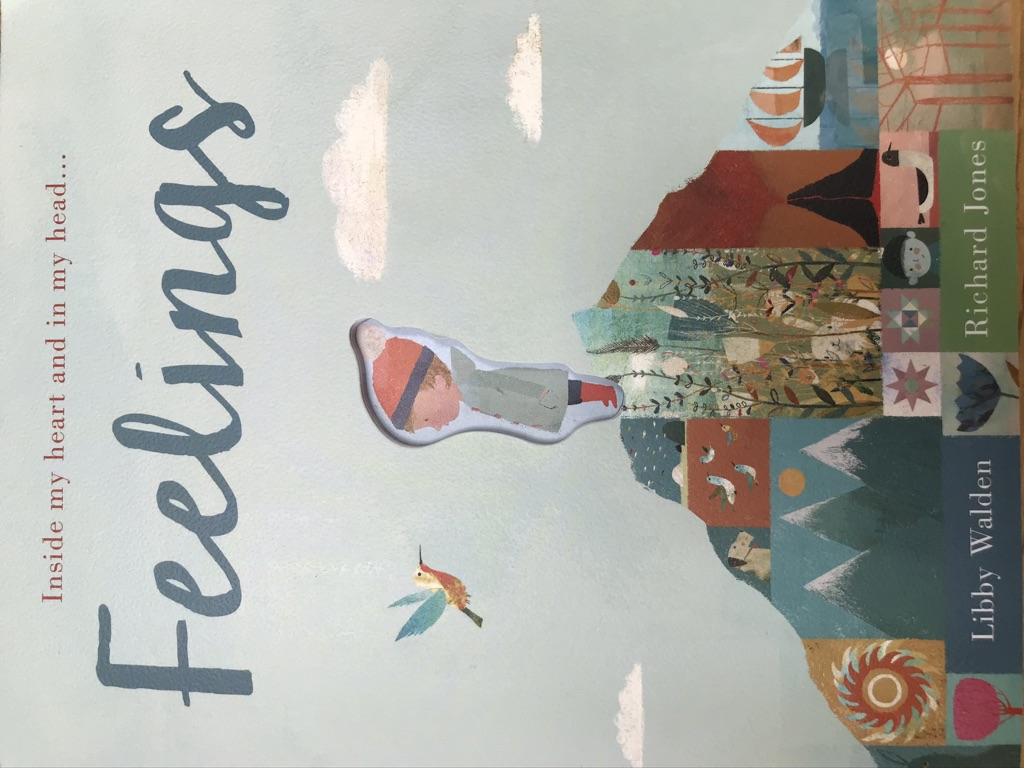 Inside my heart and in my head...
Feelings
Libby Walden
Richard Jones